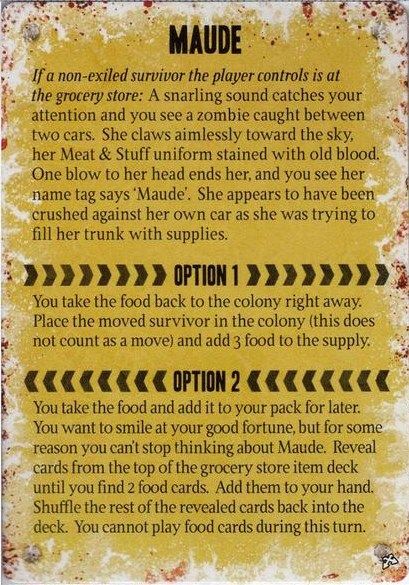 MAUDE
If a non-exiled survivor the player controls is at
the grocery store: A snarling sound catches your
attention and you see a zombie caught between
two cars. She claws aimlessly toward the sky,
her Meat & Stuff uniform stained with old blood.
One blow to her head ends her, and you see her
name tag says 'Maude'. She appears to have been
crushed against her own car as she was trying to
fill her trunk with supplies.
OPTION 1
You take the food back to the colony right away.
Place the moved survivor in the colony (this does
not count as a move) and add 3 food to the supply.
OPTION 2
You take the food and add it to your pack for later.
You want to smile at your good fortune, but for some
reason you can't stop thinking about Maude. Reveal
cards from the top of the grocery store item deck
until you find 2 food cards. Add them to your hand.
Shuffle the rest of the revealed cards back into the
deck. You cannot play food cards during this turn.